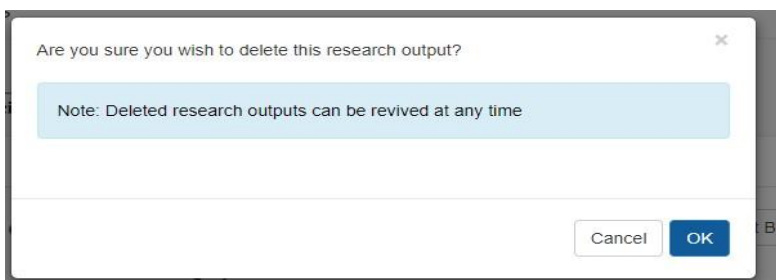 Are you sure you wish to delete this research output?
×
Note: Deleted research outputs can be revived at any time
Cancel OK